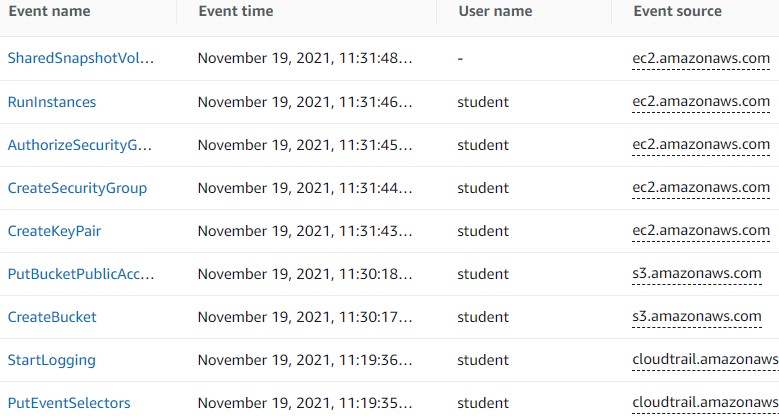 Event name Event time User name Event source
SharedSnapshotVol... November 19, 2021, 11:31:48... - ec2.amazonaws.com
RunInstances November 19, 2021, 11:31:46... student ec2.amazonaws.com
AuthorizeSecurityG... November 19, 2021, 11:31:45... student ec2.amazonaws.com
CreateSecurityGroup November 19, 2021, 11:31:44... student ec2.amazonaws.com
CreateKeyPair November 19, 2021, 11:31:43... student ec2.amazonaws.com
PutBucketPublicAcc... November 19, 2021, 11:30:18... student s3.amazonaws.com
CreateBucket November 19, 2021, 11:30:17... student s3.amazonaws.com
StartLogging November 19, 2021, 11:19:36... student cloudtrail.amazonaws
PutEventSelectors November 19, 2021, 11:19:35... student cloudtrail.amazonaws